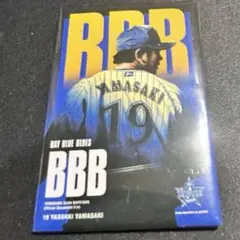 BBB
YAMASAKI
19
BAY BLUE BLUES
BBB
19 YASUAKI YAMASAKI